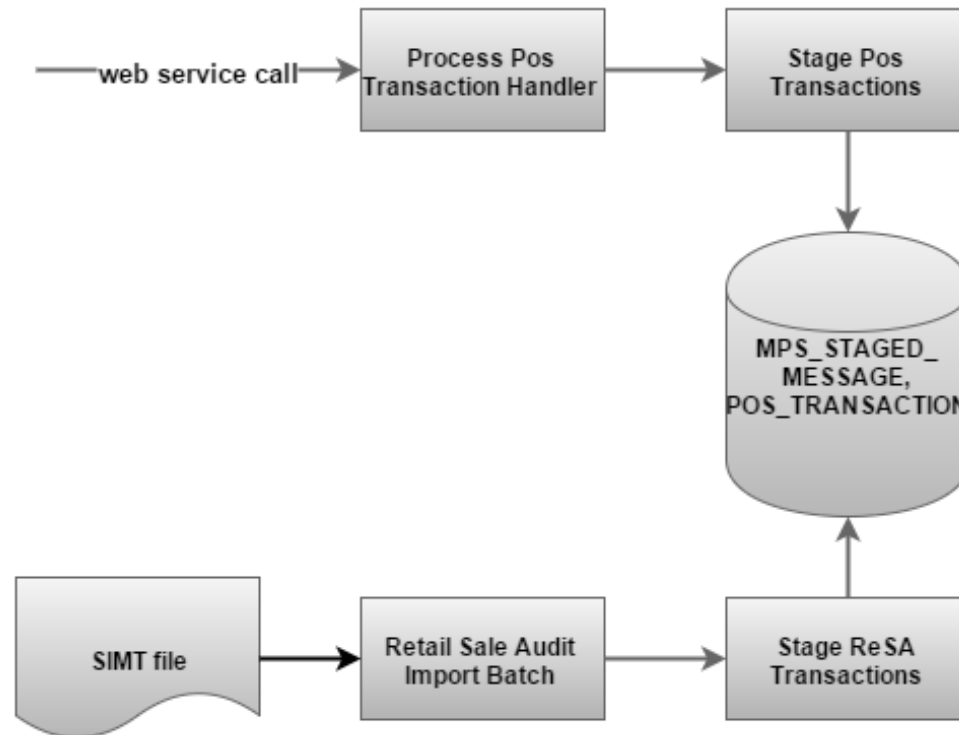 web service call
Process Pos
Transaction Handler
Stage Pos
Transactions
MPS_STAGED_
MESSAGE,
POS_TRANSACTION
SIMT file
Retail Sale Audit
Import Batch
Stage ReSA
Transactions